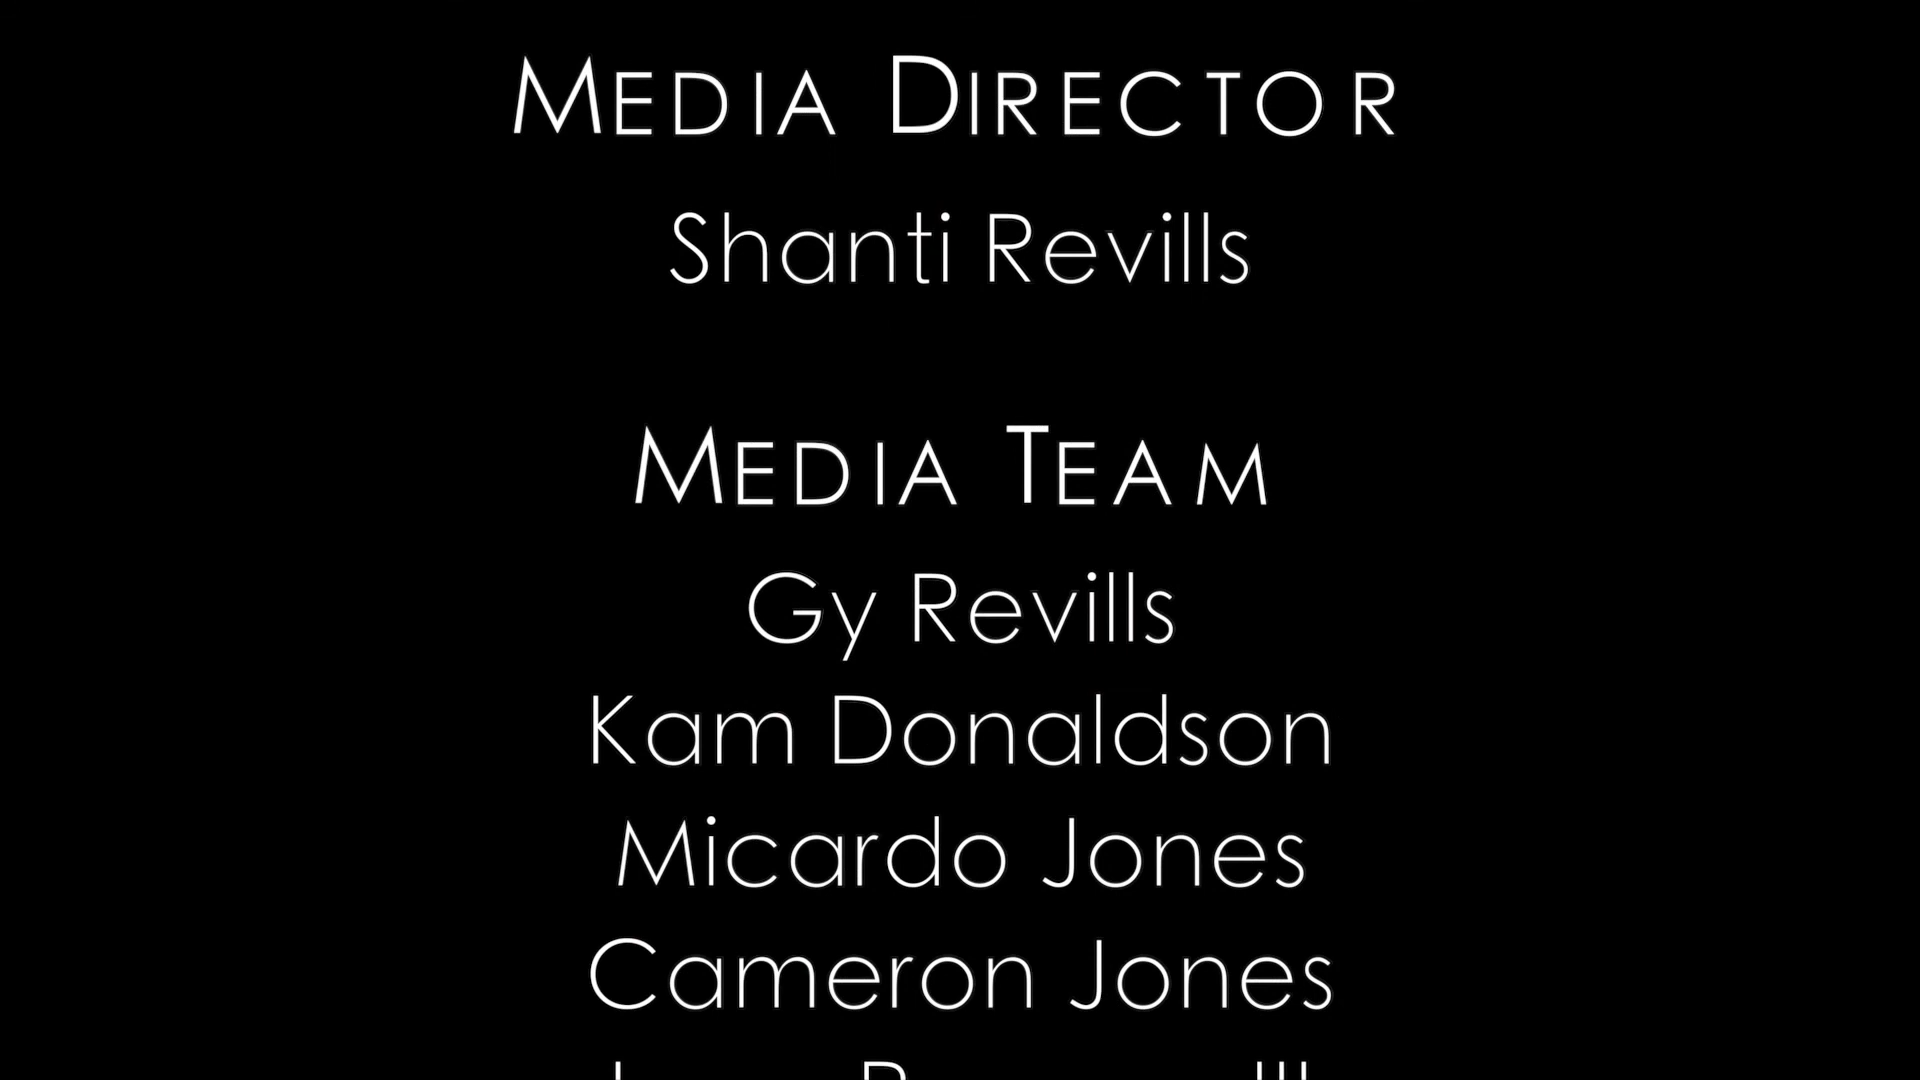 MEDIA DIRECTOR
Shanti Revills
MEDIA TEAM
Gy Revills
Kam Donaldson
Micardo Jones
Cameron Jones